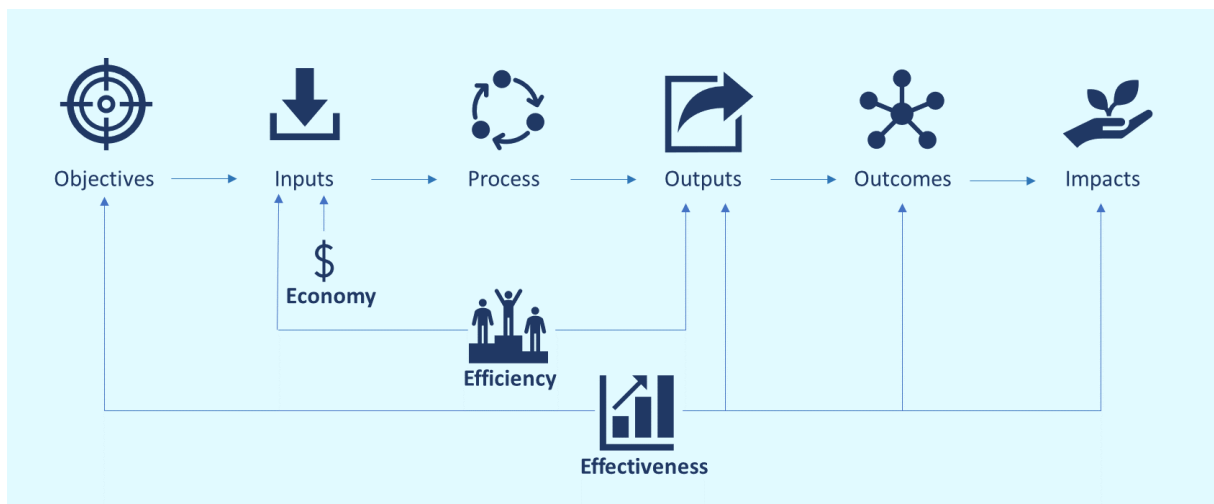 Objectives Inputs Process Outputs Outcomes Impacts
$
Economy
Efficiency
Effectiveness